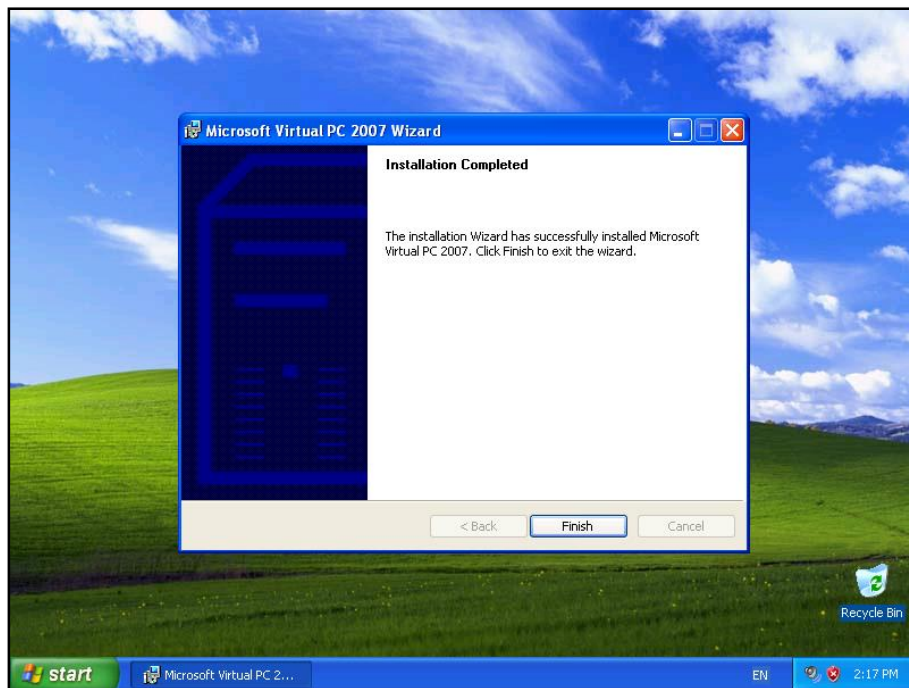 Microsoft Virtual PC 2007 Wizard
Installation Completed
The installation Wizard has successfully installed Microsoft
Virtual PC 2007. Click Finish to exit the wizard.
< Back
Finish
Cancel
Recycle Bin
start
Microsoft Virtual PC 2...
EN
2:17 PM